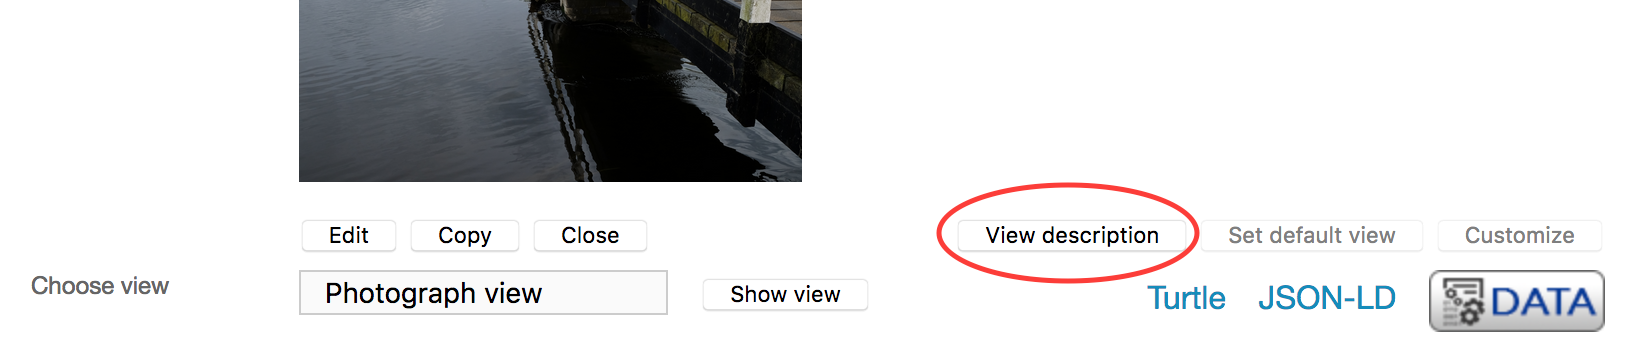 Edit Copy Close View description Set default view Customize
Choose view Photograph view Show view Turtle JSON-LD DATA